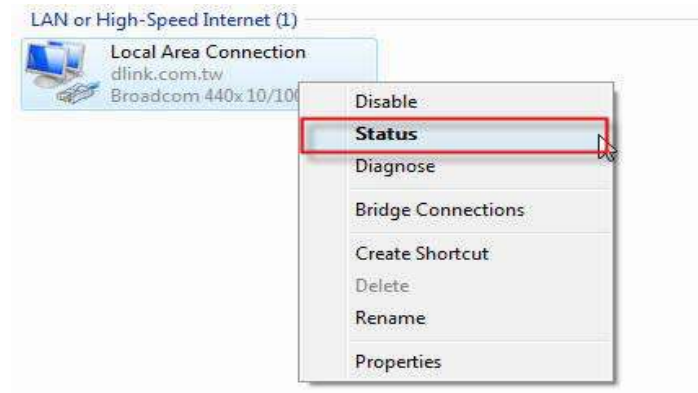 LAN or High-Speed Internet (1)
Local Area Connection
dlink.com.tw
Broadcom 440x 10/100
Disable
Status
Diagnose
Bridge Connections
Create Shortcut
Delete
Rename
Properties